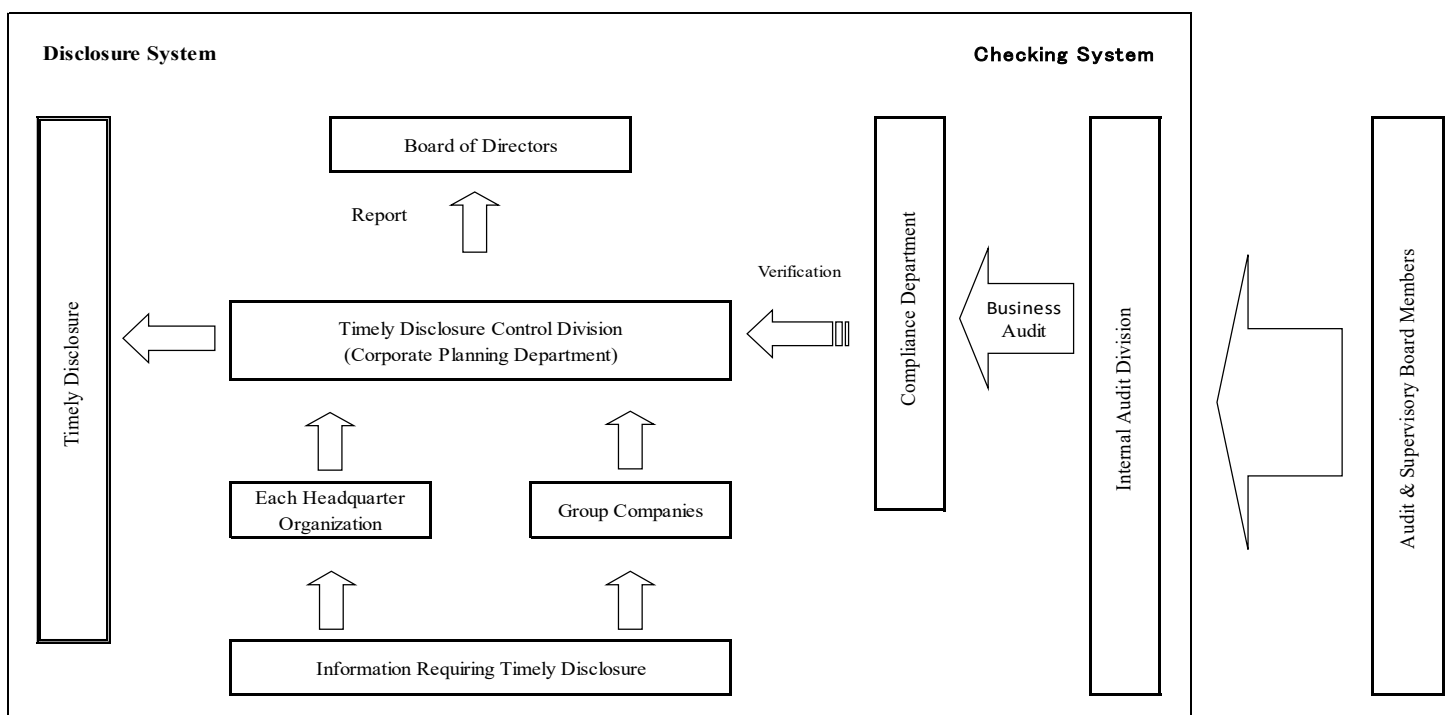 Disclosure System
Checking System
Timely Disclosure
Board of Directors
Report
Timely Disclosure Control Division
(Corporate Planning Department)
Verification
Each Headquarter
Organization
Group Companies
Information Requiring Timely Disclosure
Compliance Department
Business
Audit
Internal Audit Division
Audit & Supervisory Board Members